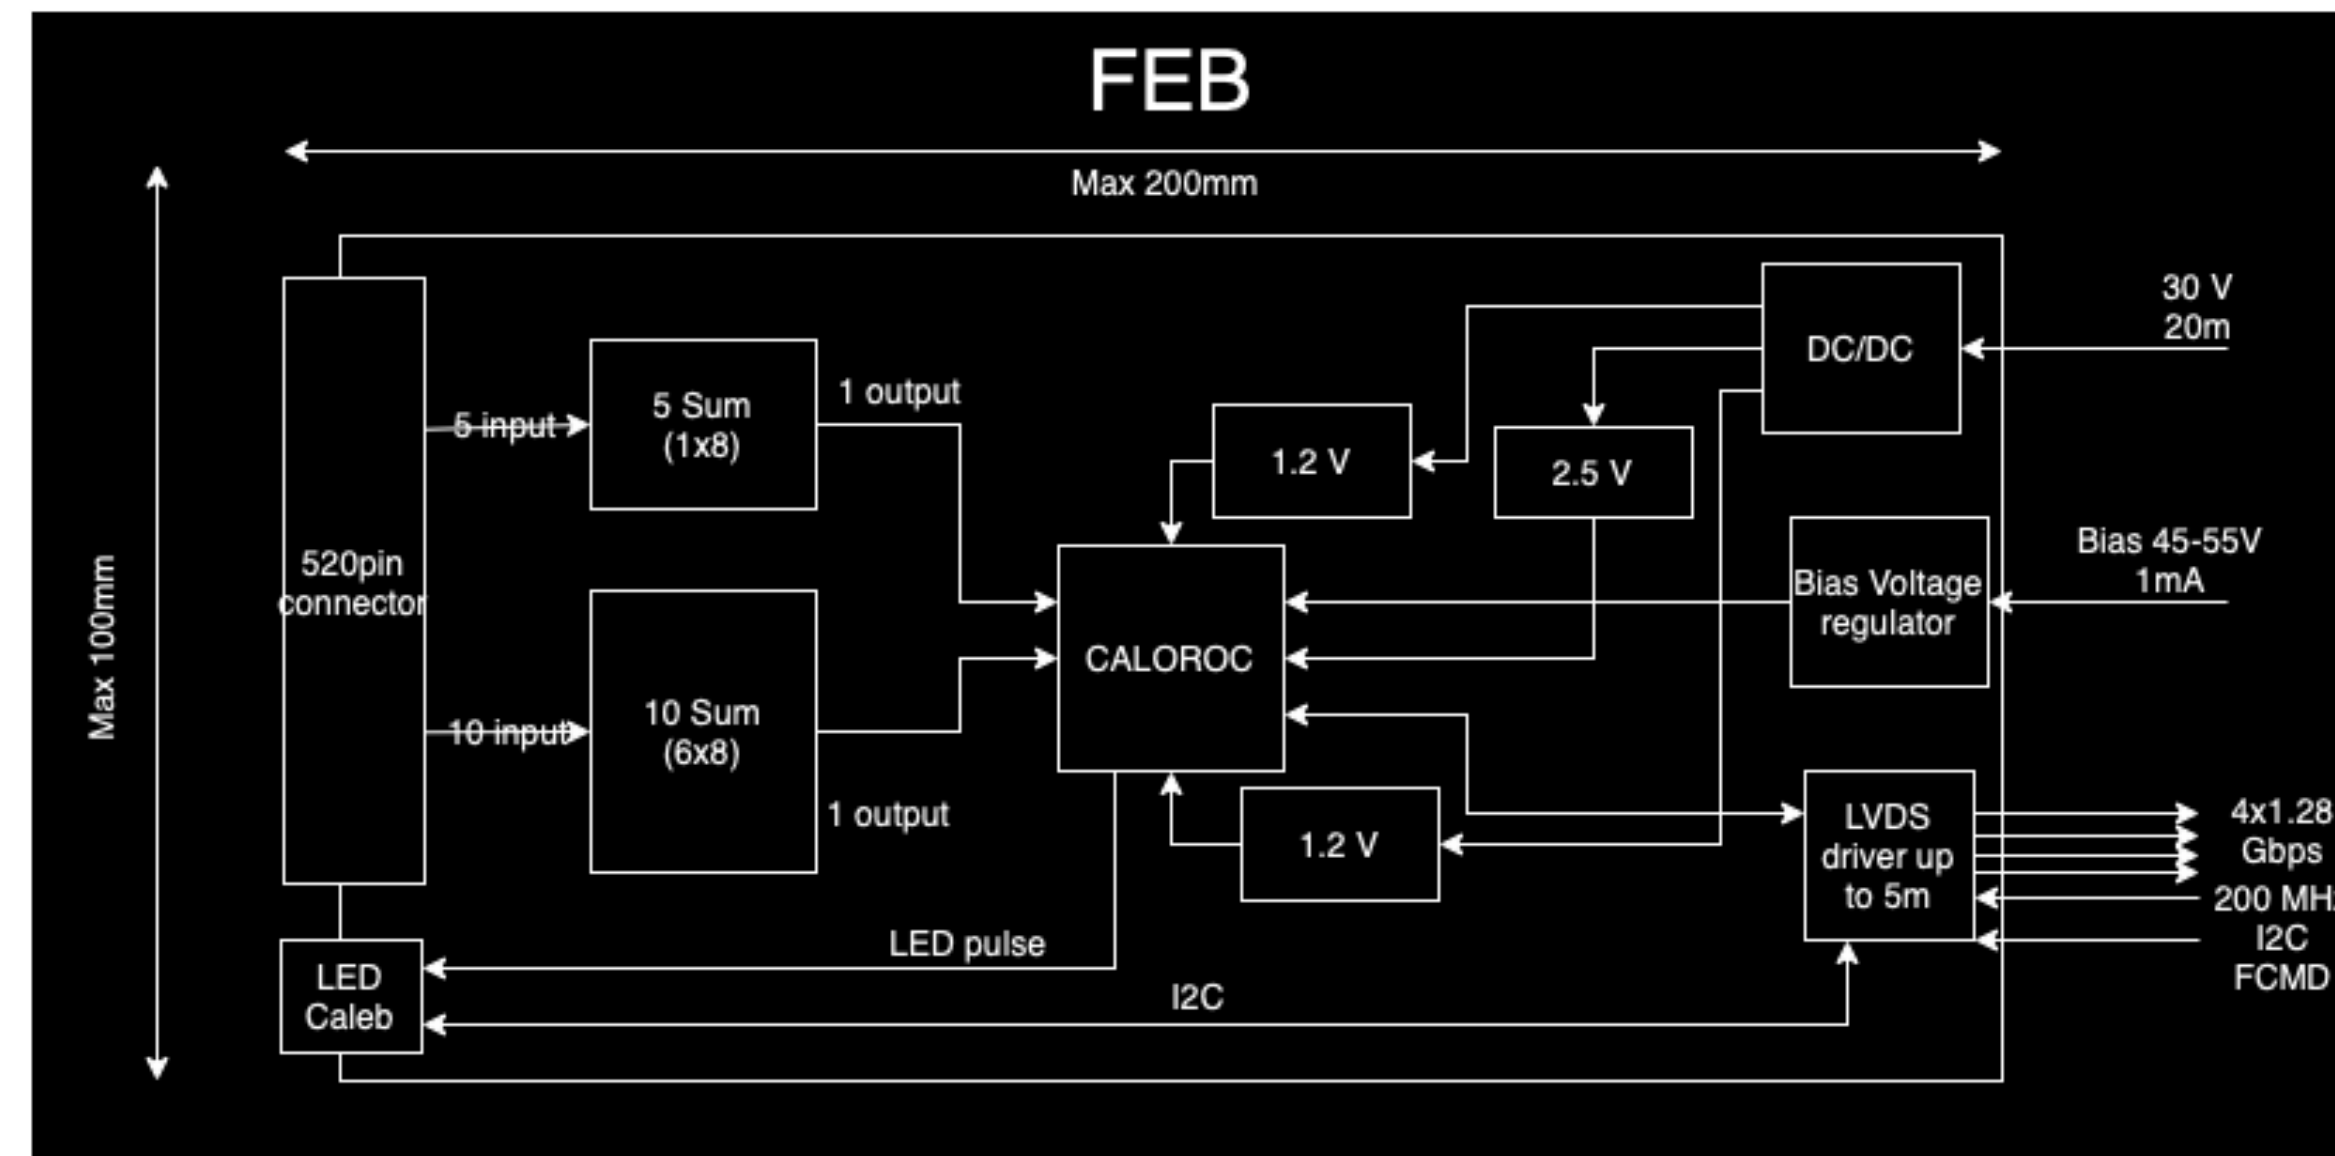 FEB
Max 200mm
Max 100mm
30 V
20m
DC/DC
5 input
5 Sum
(1x8)
1 output
1.2 V
2.5 V
520pin
connector
Bias Voltage
regulator
Bias 45-55V
1mA
CALOROC
10 input
10 Sum
(6x8)
1 output
1.2 V
LVDS
driver up
to 5m
4x1.28
Gbps
200 MHz
I2C
FCMD
LED pulse
LED
Caleb
I2C